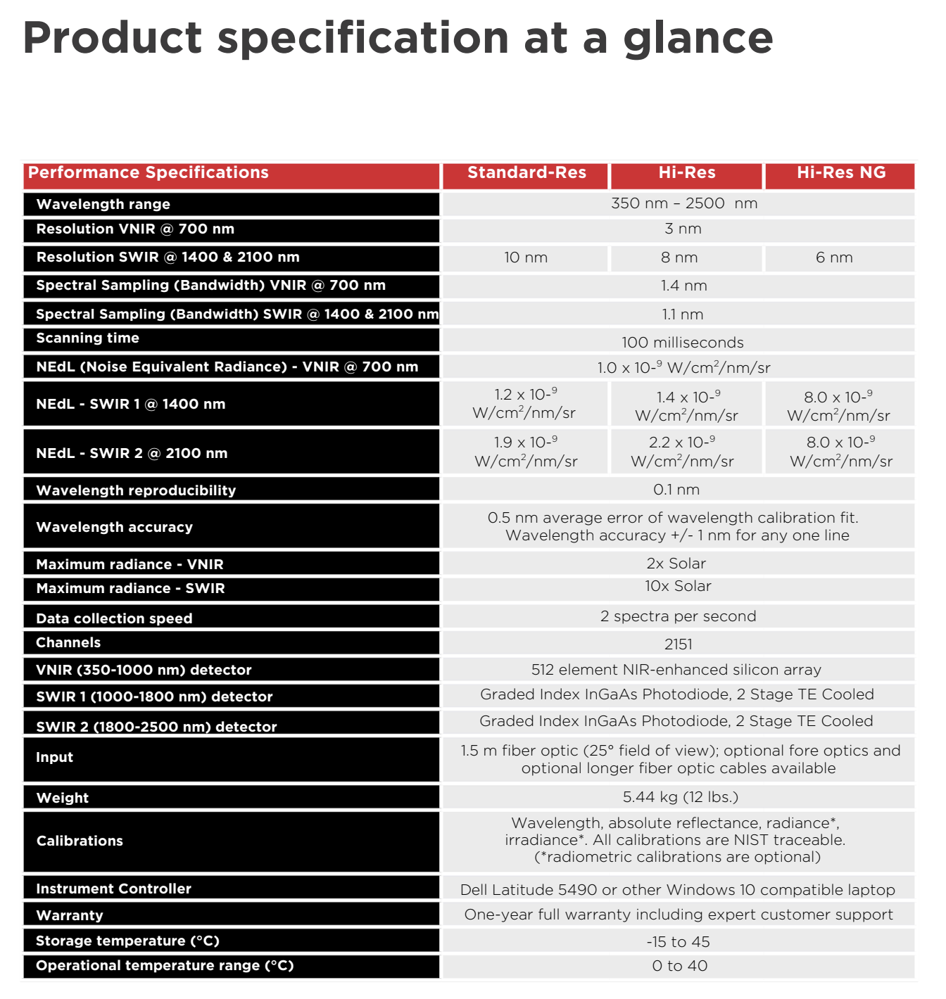 Product specification at a glance
Performance Specifications Standard-Res Hi-Res Hi-Res NG
Wavelength range 350 nm – 2500 nm
Resolution VNIR @ 700 nm 3 nm
Resolution SWIR @ 1400 & 2100 nm 10 nm 8 nm 6 nm
Spectral Sampling (Bandwidth) VNIR @ 700 nm 1.4 nm
Spectral Sampling (Bandwidth) SWIR @ 1400 & 2100 nm 1.1 nm
Scanning time 100 milliseconds
NEdL (Noise Equivalent Radiance) - VNIR @ 700 nm 1.0 x 10-⁹ W/cm²/nm/sr
NEdL - SWIR 1 @ 1400 nm 1.2 x 10-⁹ 1.4 x 10-⁹ 8.0 x 10-⁹
W/cm²/nm/sr W/cm²/nm/sr W/cm²/nm/sr
NEdL - SWIR 2 @ 2100 nm 1.9 x 10-⁹ 2.2 x 10-⁹ 8.0 x 10-⁹
W/cm²/nm/sr W/cm²/nm/sr W/cm²/nm/sr
Wavelength reproducibility 0.1 nm
Wavelength accuracy 0.5 nm average error of wavelength calibration fit.
Wavelength accuracy +/- 1 nm for any one line
Maximum radiance - VNIR 2x Solar
Maximum radiance - SWIR 10x Solar
Data collection speed 2 spectra per second
Channels 2151
VNIR (350-1000 nm) detector 512 element NIR-enhanced silicon array
SWIR 1 (1000-1800 nm) detector Graded Index InGaAs Photodiode, 2 Stage TE Cooled
SWIR 2 (1800-2500 nm) detector Graded Index InGaAs Photodiode, 2 Stage TE Cooled
Input 1.5 m fiber optic (25° field of view); optional fore optics and
optional longer fiber optic cables available
Weight 5.44 kg (12 lbs.)
Calibrations Wavelength, absolute reflectance, radiance*,
irradiance*. All calibrations are NIST traceable.
(*radiometric calibrations are optional)
Instrument Controller Dell Latitude 5490 or other Windows 10 compatible laptop
Warranty One-year full warranty including expert customer support
Storage temperature (°C) -15 to 45
Operational temperature range (°C) 0 to 40